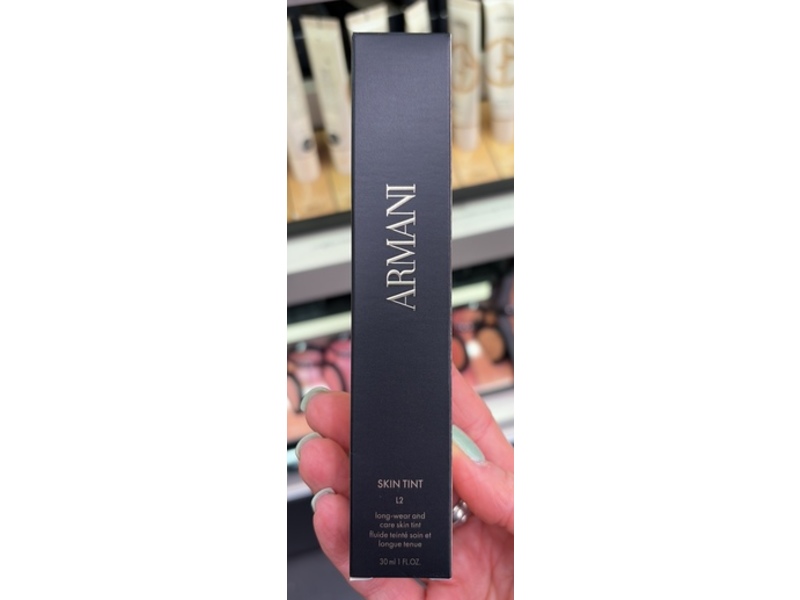 ARMANI
SKIN TINT
L2
long-wear and
care skin tint
fluide teinté soin et
longue tenue
30 ml 1 FL.OZ.